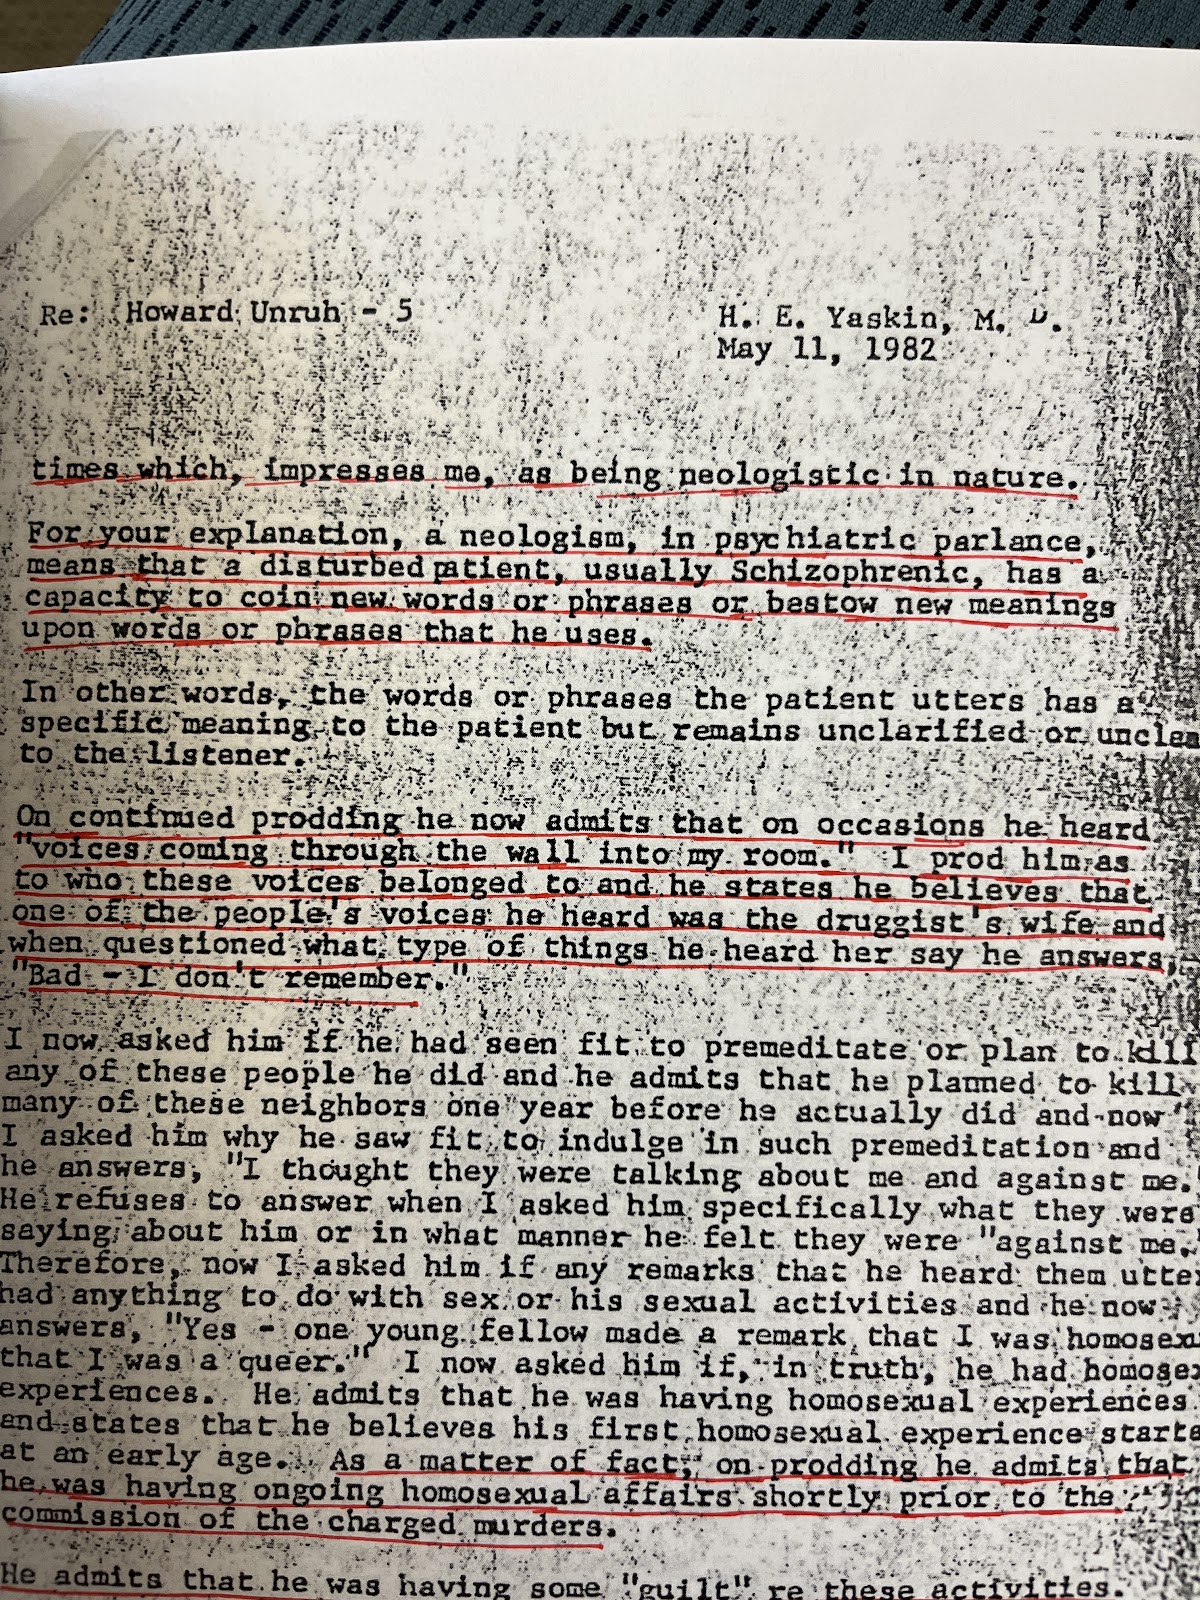 Re: Howard Unruh - 5
H. E. Yaskin, M. D.
May 11, 1982
times which, impresses me, as being neologistic in nature.
For your explanation, a neologism, in psychiatric parlance,
means that a disturbed patient, usually Schizophrenic, has a
capacity to coin new words or phrases or bestow new meanings
upon words or phrases that he uses.
In other words, the words or phrases the patient utters has a
specific meaning to the patient but remains unclarified or unclea
to the listener.
On continued prodding he now admits that on occasions he heard
"voices coming through the wall into my room." I prod him as
to who these voices belonged to and he states he believes that
one of the people's voices he heard was the druggist's wife and
when questioned what type of things he heard her say he answers,
"Bad - I don't remember."
I now asked him if he had seen fit to premeditate or plan to kill
any of these people he did and he admits that he planned to kill
many of these neighbors one year before he actually did and now
I asked him why he saw fit to indulge in such premeditation and
he answers, "I thought they were talking about me and against me.
He refuses to answer when I asked him specifically what they were
saying about him or in what manner he felt they were "against me."
Therefore, now I asked him if any remarks that he heard them utter
had anything to do with sex or his sexual activities and he now
answers, "Yes - one young fellow made a remark that I was homosex
that I was a queer." I now asked him if, in truth, he had homosex
experiences. He admits that he was having homosexual experiences
and states that he believes his first homosexual experience starte
at an early age. As a matter of fact, on prodding he admits that
he was having ongoing homosexual affairs shortly prior to the
commission of the charged murders.
He admits that he was having some "guilt" re these activities.